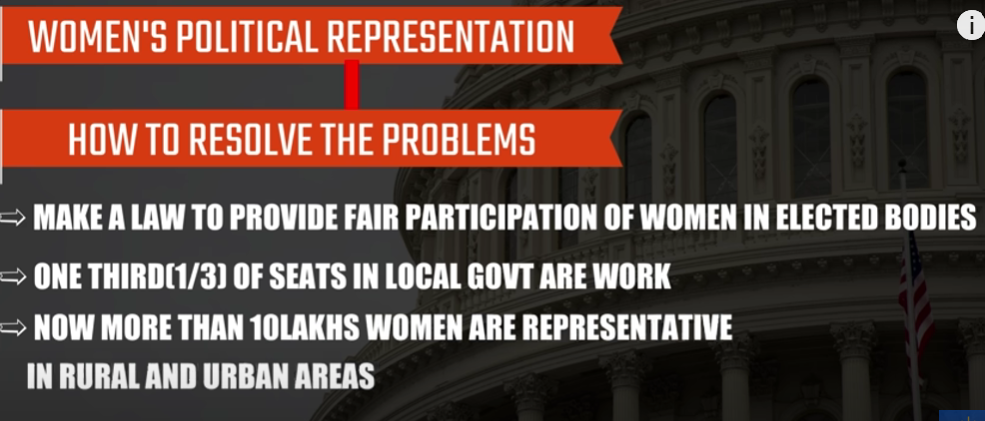 WOMEN'S POLITICAL REPRESENTATION
HOW TO RESOLVE THE PROBLEMS
⇨ MAKE A LAW TO PROVIDE FAIR PARTICIPATION OF WOMEN IN ELECTED BODIES
⇨ ONE THIRD(1/3) OF SEATS IN LOCAL GOVT ARE WORK
⇨ NOW MORE THAN 10LAKHS WOMEN ARE REPRESENTATIVE
IN RURAL AND URBAN AREAS